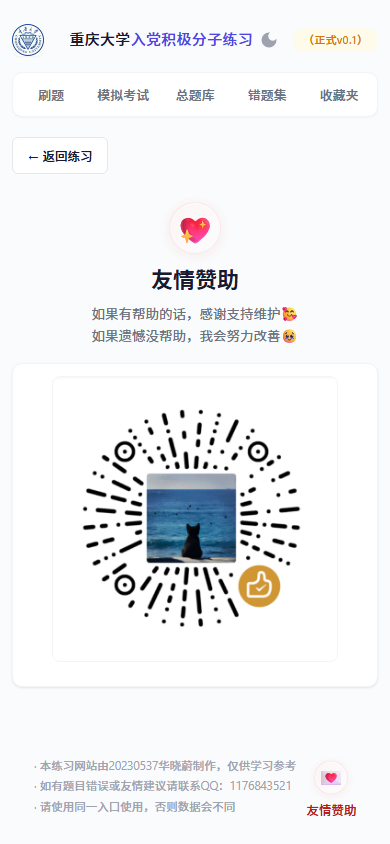 重庆大学入党积极分子练习
（正式v0.1）
刷题
模拟考试
总题库
错题集
收藏夹
← 返回练习
友情赞助
如果有帮助的话，感谢支持维护🥰
如果遗憾没帮助，我会努力改善🥹
· 本练习网站由20230537华晓蔚制作，仅供学习参考
· 如有题目错误或友情建议请联系QQ：1176843521
· 请使用同一入口使用，否则数据会不同
友情赞助